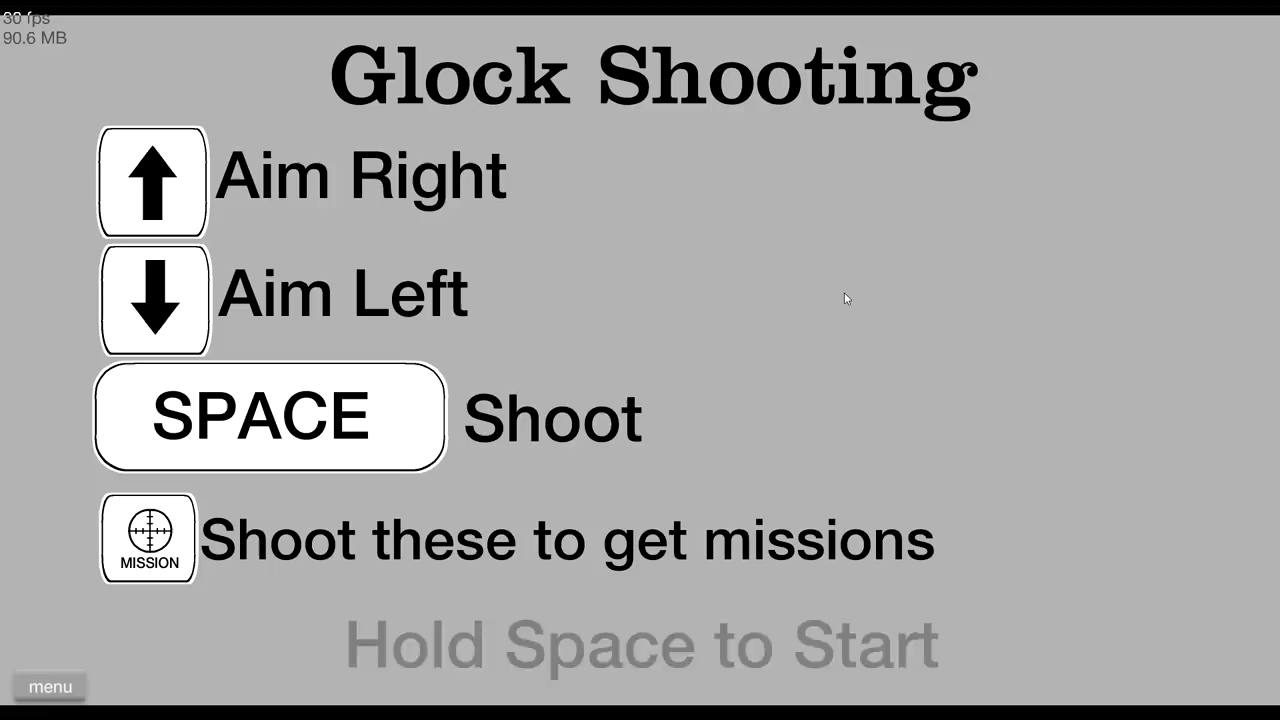 30 fps
90.6 MB
Glock Shooting
Aim Right
Aim Left
SPACE Shoot
MISSION Shoot these to get missions
Hold Space to Start
menu